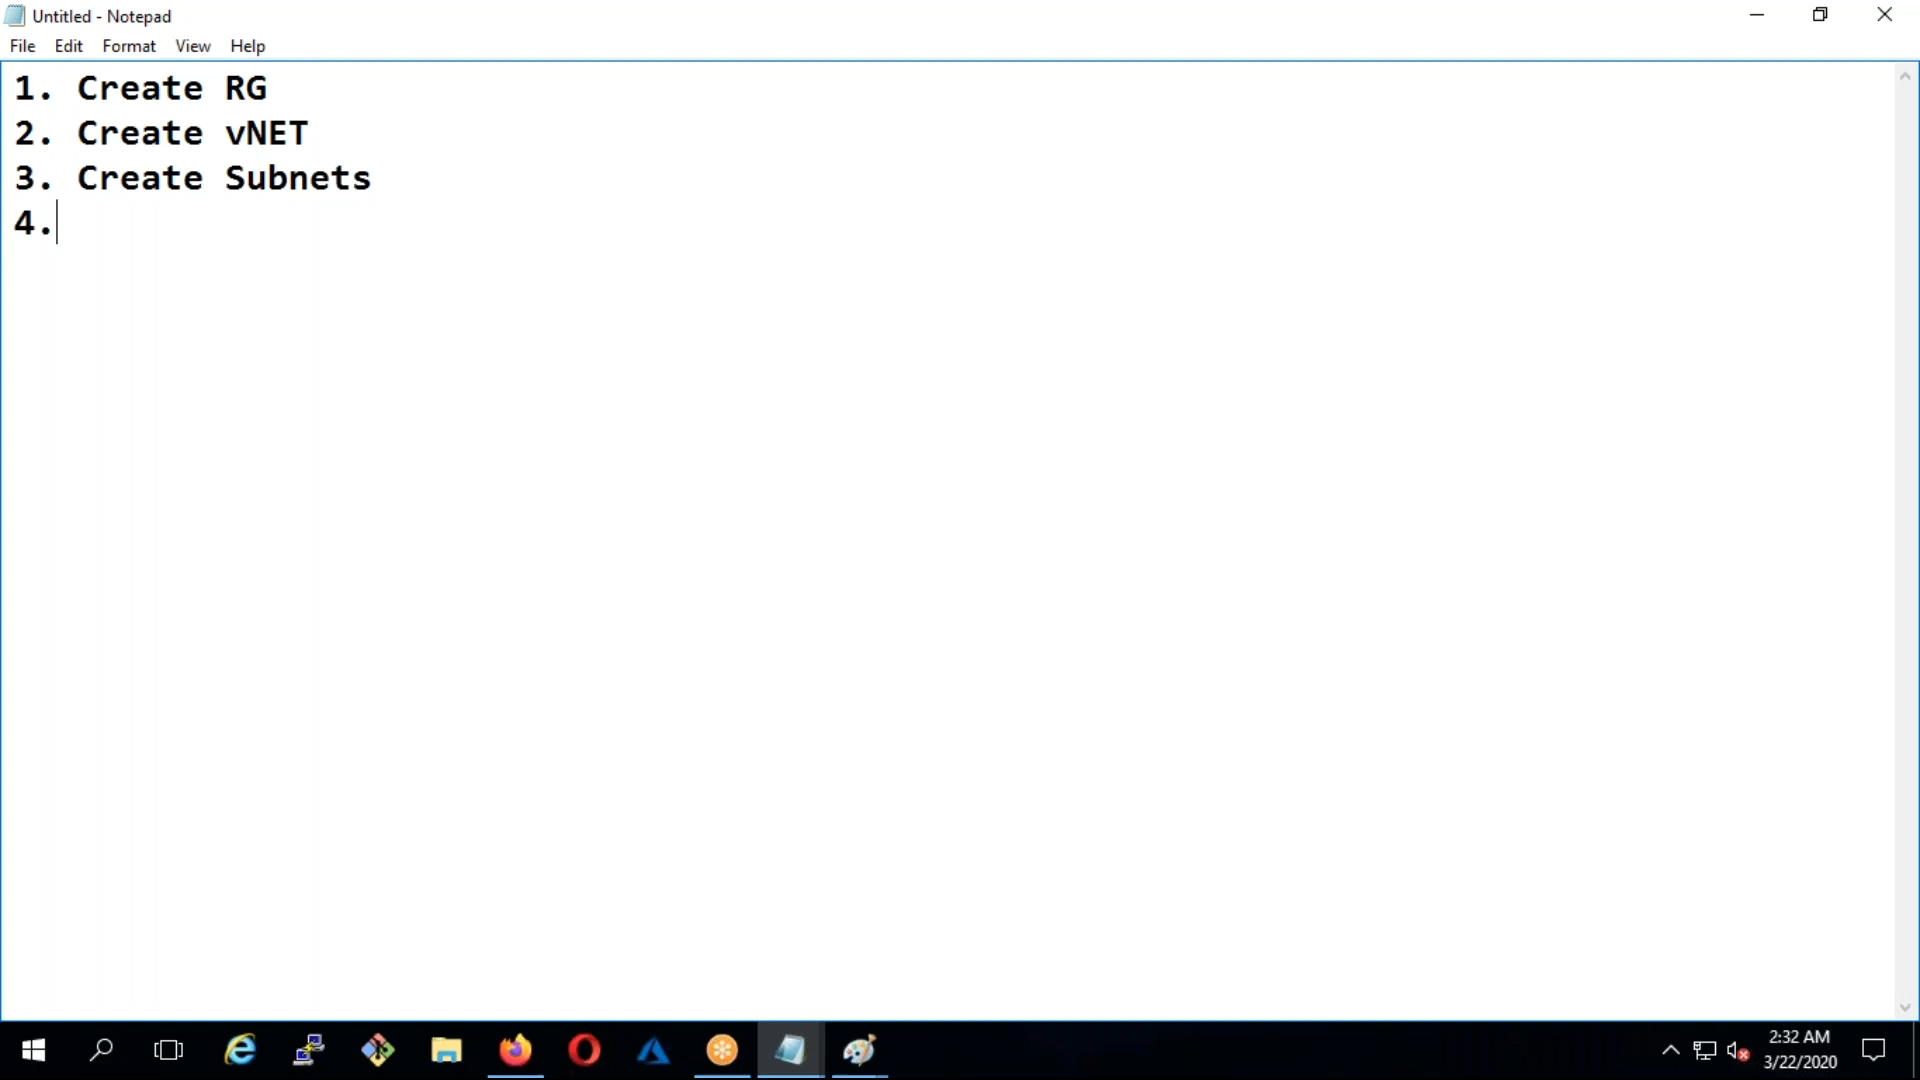 Untitled - Notepad
File Edit Format View Help
1. Create RG
2. Create vNET
3. Create Subnets
4.
2:32 AM
3/22/2020